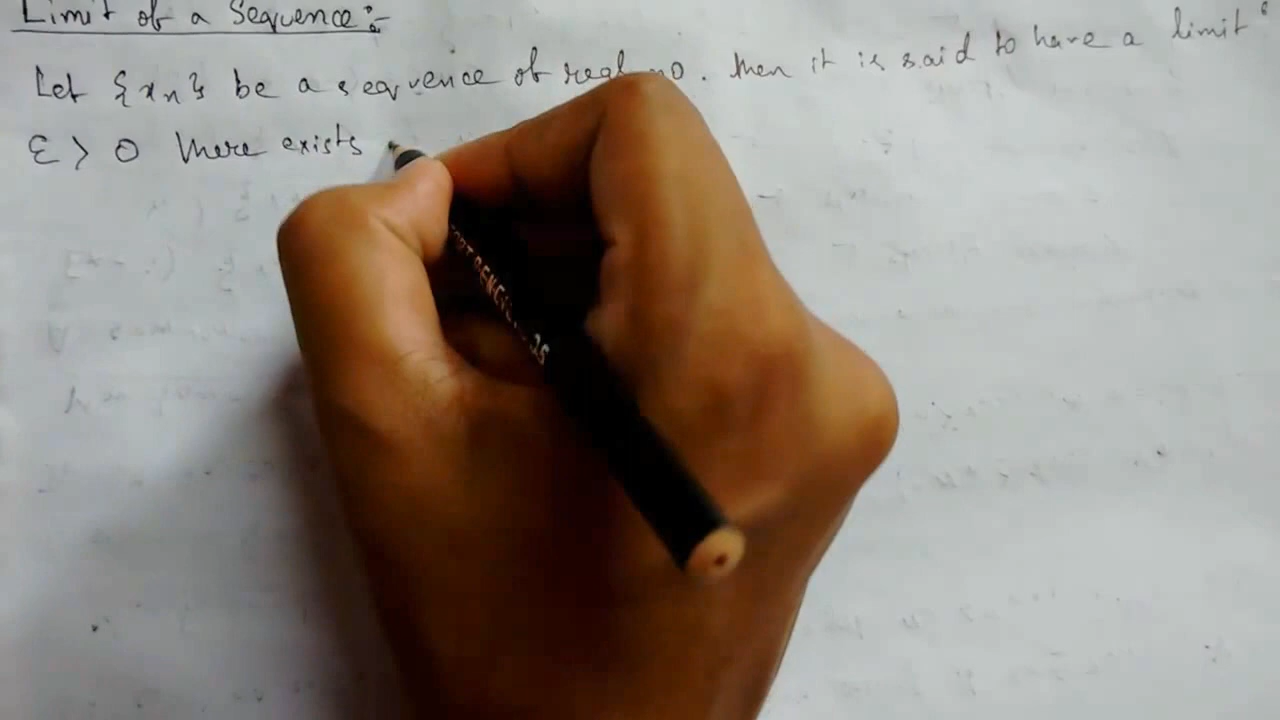 Limit of a Sequence:-
Let {xn} be a sequence of real no. then it is said to have a limit
ε > 0 there exists